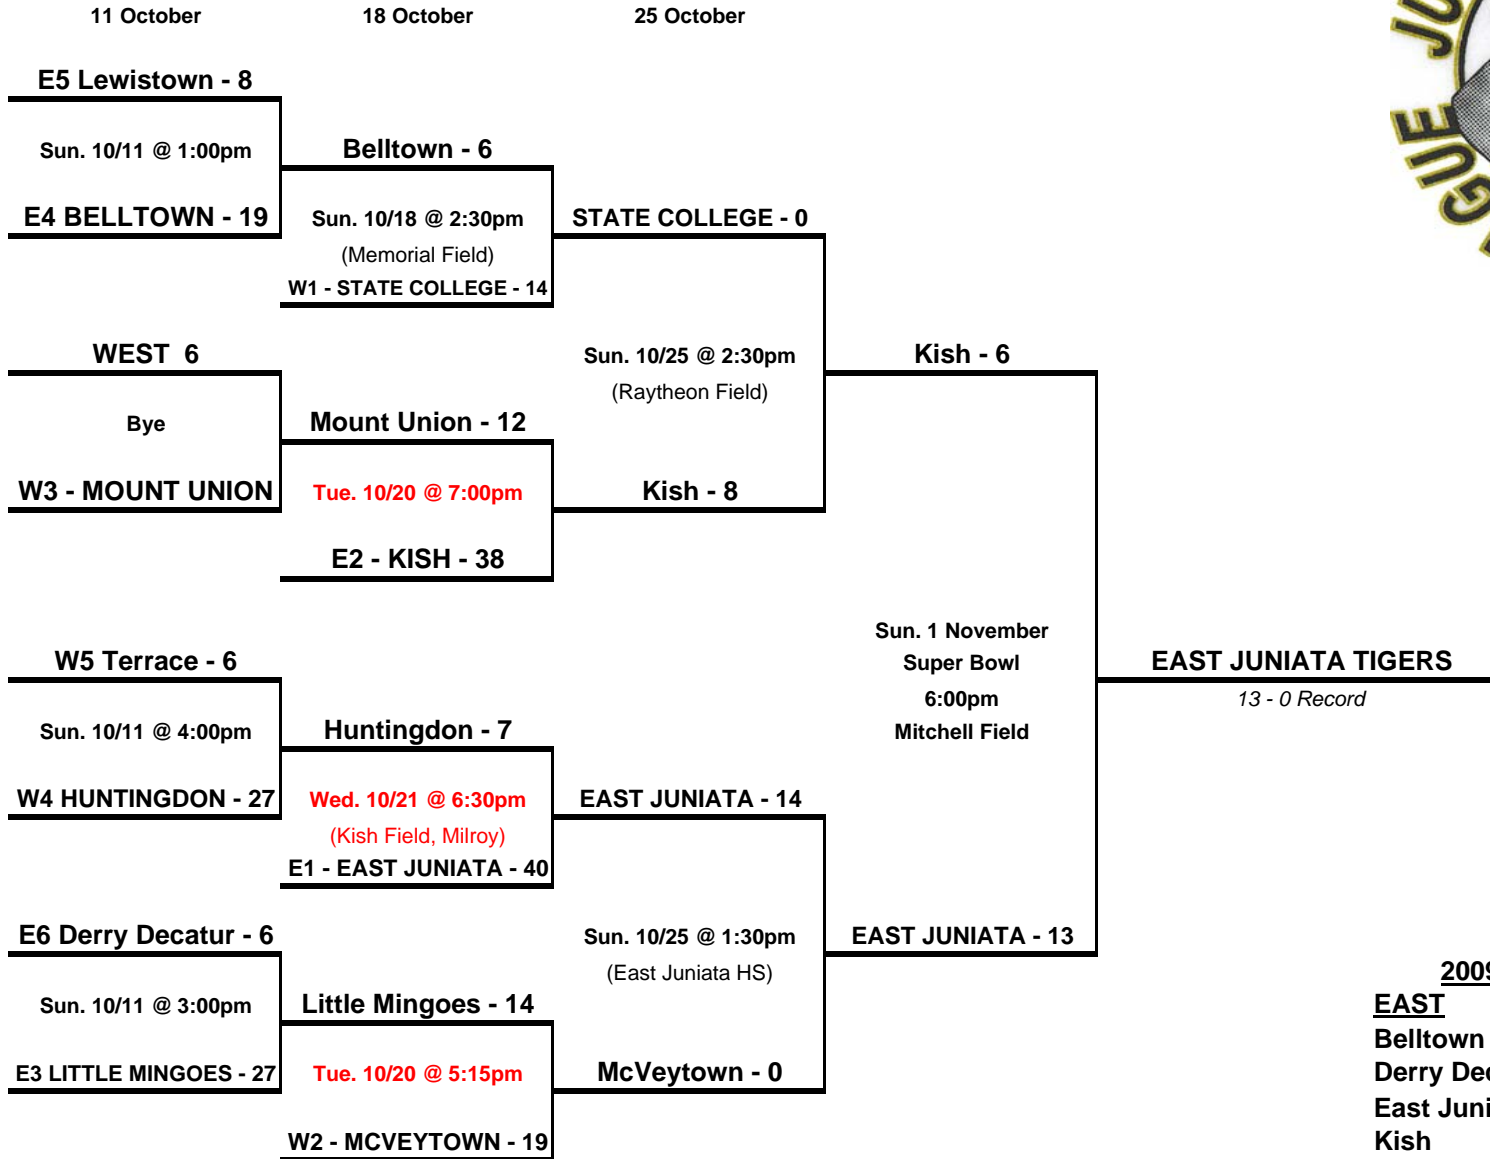 11 October
18 October
25 October
E5 Lewistown - 8
Sun. 10/11 @ 1:00pm
E4 BELLTOWN - 19
Belltown - 6
Sun. 10/18 @ 2:30pm
(Memorial Field)
W1 - STATE COLLEGE - 14
STATE COLLEGE - 0
WEST 6
Bye
W3 - MOUNT UNION
Mount Union - 12
Tue. 10/20 @ 7:00pm
E2 - KISH - 38
Sun. 10/25 @ 2:30pm
(Raytheon Field)
Kish - 8
Kish - 6
W5 Terrace - 6
Sun. 10/11 @ 4:00pm
W4 HUNTINGDON - 27
Huntingdon - 7
Wed. 10/21 @ 6:30pm
(Kish Field, Milroy)
E1 - EAST JUNIATA - 40
EAST JUNIATA - 14
Sun. 1 November
Super Bowl
6:00pm
Mitchell Field
EAST JUNIATA TIGERS
13 - 0 Record
E6 Derry Decatur - 6
Sun. 10/11 @ 3:00pm
E3 LITTLE MINGOES - 27
Little Mingoes - 14
Tue. 10/20 @ 5:15pm
W2 - MCVEYTOWN - 19
Sun. 10/25 @ 1:30pm
(East Juniata HS)
McVeytown - 0
EAST JUNIATA - 13
2009
EAST
Belltown
Derry Dec
East Juni
Kish